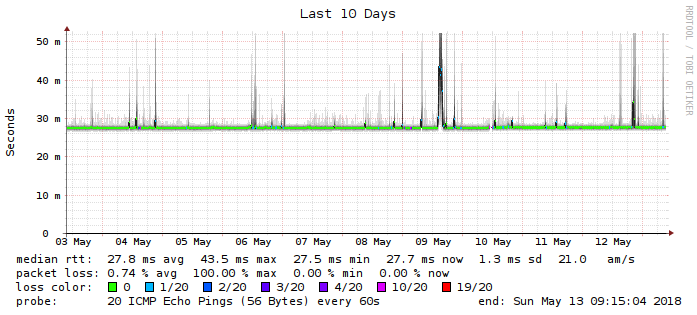 Last 10 Days
RRDTOOL / TOBI OETIKER
Seconds
50 m
40 m
30 m
20 m
10 m
0
03 May 04 May 05 May 06 May 07 May 08 May 09 May 10 May 11 May 12 May
median rtt: 27.8 ms avg 43.5 ms max 27.5 ms min 27.7 ms now 1.3 ms sd 21.0 am/s
packet loss: 0.74 % avg 100.00 % max 0.00 % min 0.00 % now
loss color: 0 1/20 2/20 3/20 4/20 10/20 19/20
probe: 20 ICMP Echo Pings (56 Bytes) every 60s end: Sun May 13 09:15:04 2018